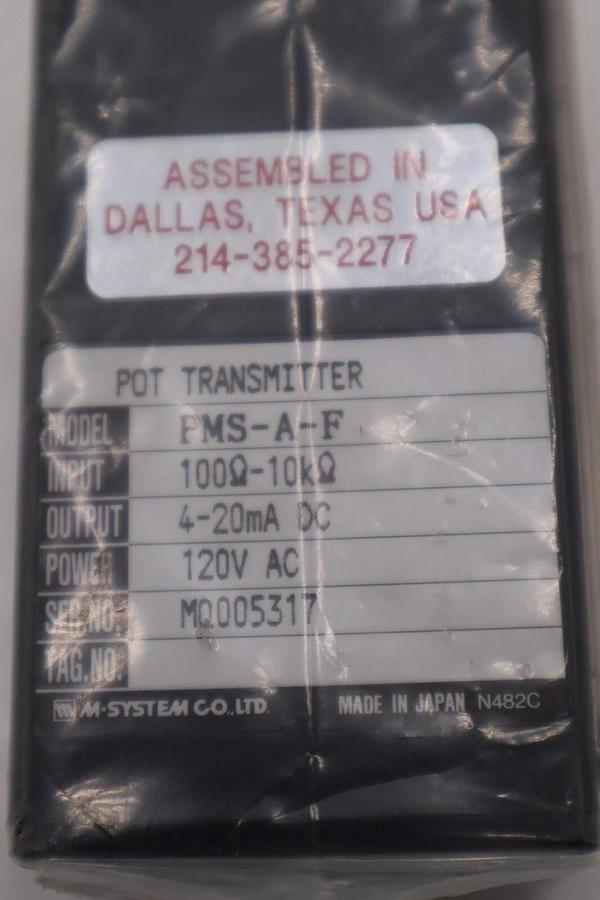 ASSEMBLED IN
DALLAS, TEXAS USA
214-385-2277
POT TRANSMITTER
MODEL PMS-A-F
INPUT 100Ω-10kΩ
OUTPUT 4-20mA DC
POWER 120V AC
SER.NO. MQ005317
TAG.NO.
M-SYSTEM CO.,LTD. MADE IN JAPAN N482C